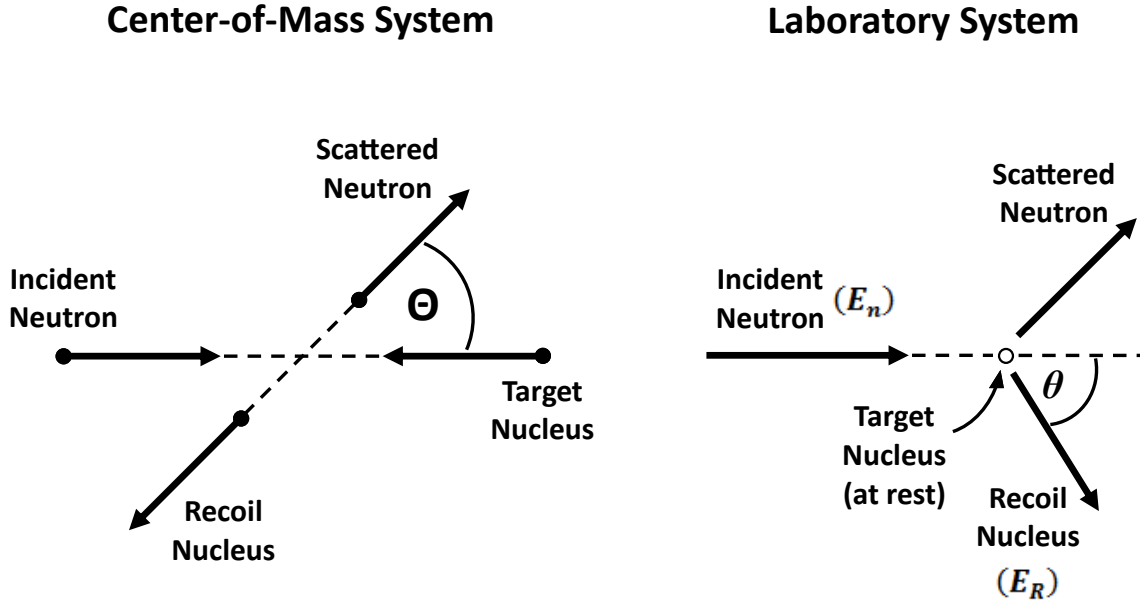 Center-of-Mass System
Scattered
Neutron
Incident
Neutron
Θ
Target
Nucleus
Recoil
Nucleus
Laboratory System
Scattered
Neutron
Incident
Neutron (E_n)
θ
Target
Nucleus
(at rest)
Recoil
Nucleus
(E_R)